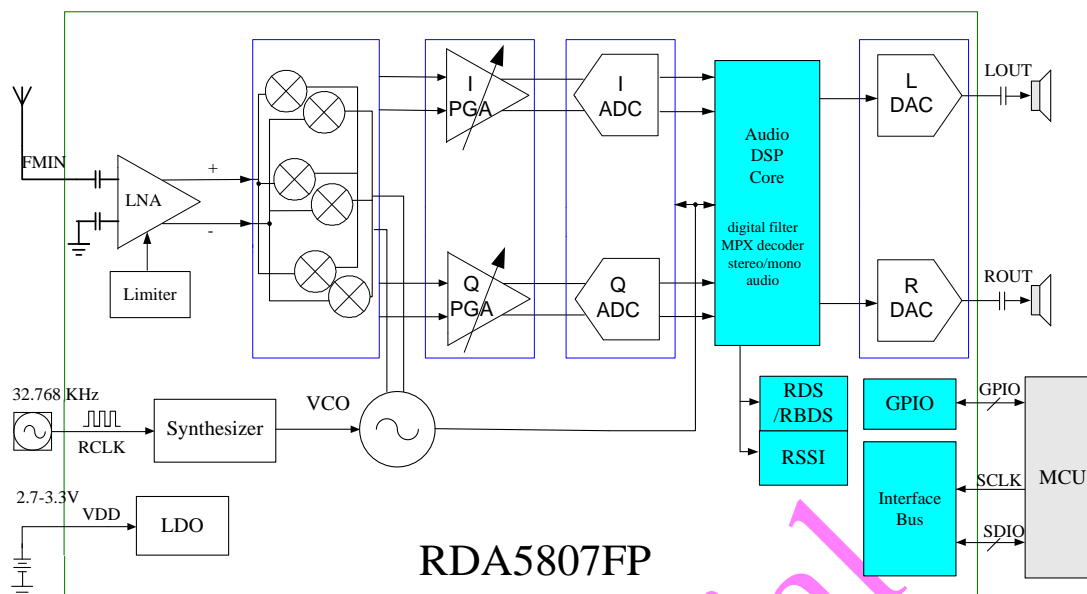 FMIN
LNA
+
-
Limiter
I
PGA
Q
PGA
I
ADC
Q
ADC
Audio
DSP
Core
digital filter
MPX decoder
stereo/mono
audio
L
DAC
R
DAC
LOUT
ROUT
32.768 KHz
RCLK
Synthesizer
VCO
RDS
/RBDS
RSSI
GPIO
GPIO
Interface
Bus
SCLK
SDIO
MCU
2.7-3.3V
VDD
LDO
RDA5807FP